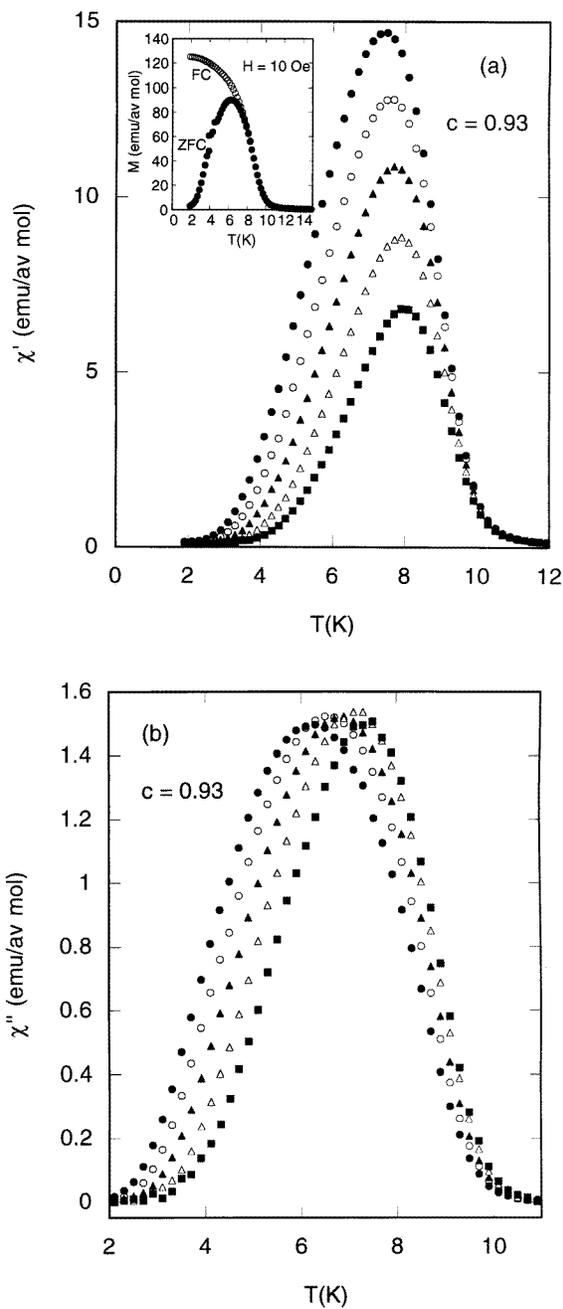 15
10
5
0
χ' (emu/av mol)
(a)
c = 0.93
0 2 4 6 8 10 12
T(K)
140
120
100
80
60
40
20
0
M (emu/av mol)
FC
H = 10 Oe
ZFC
0 2 4 6 8 10 12 14
T(K)
1.6
1.4
1.2
1
0.8
0.6
0.4
0.2
0
χ" (emu/av mol)
(b)
c = 0.93
2 4 6 8 10
T(K)